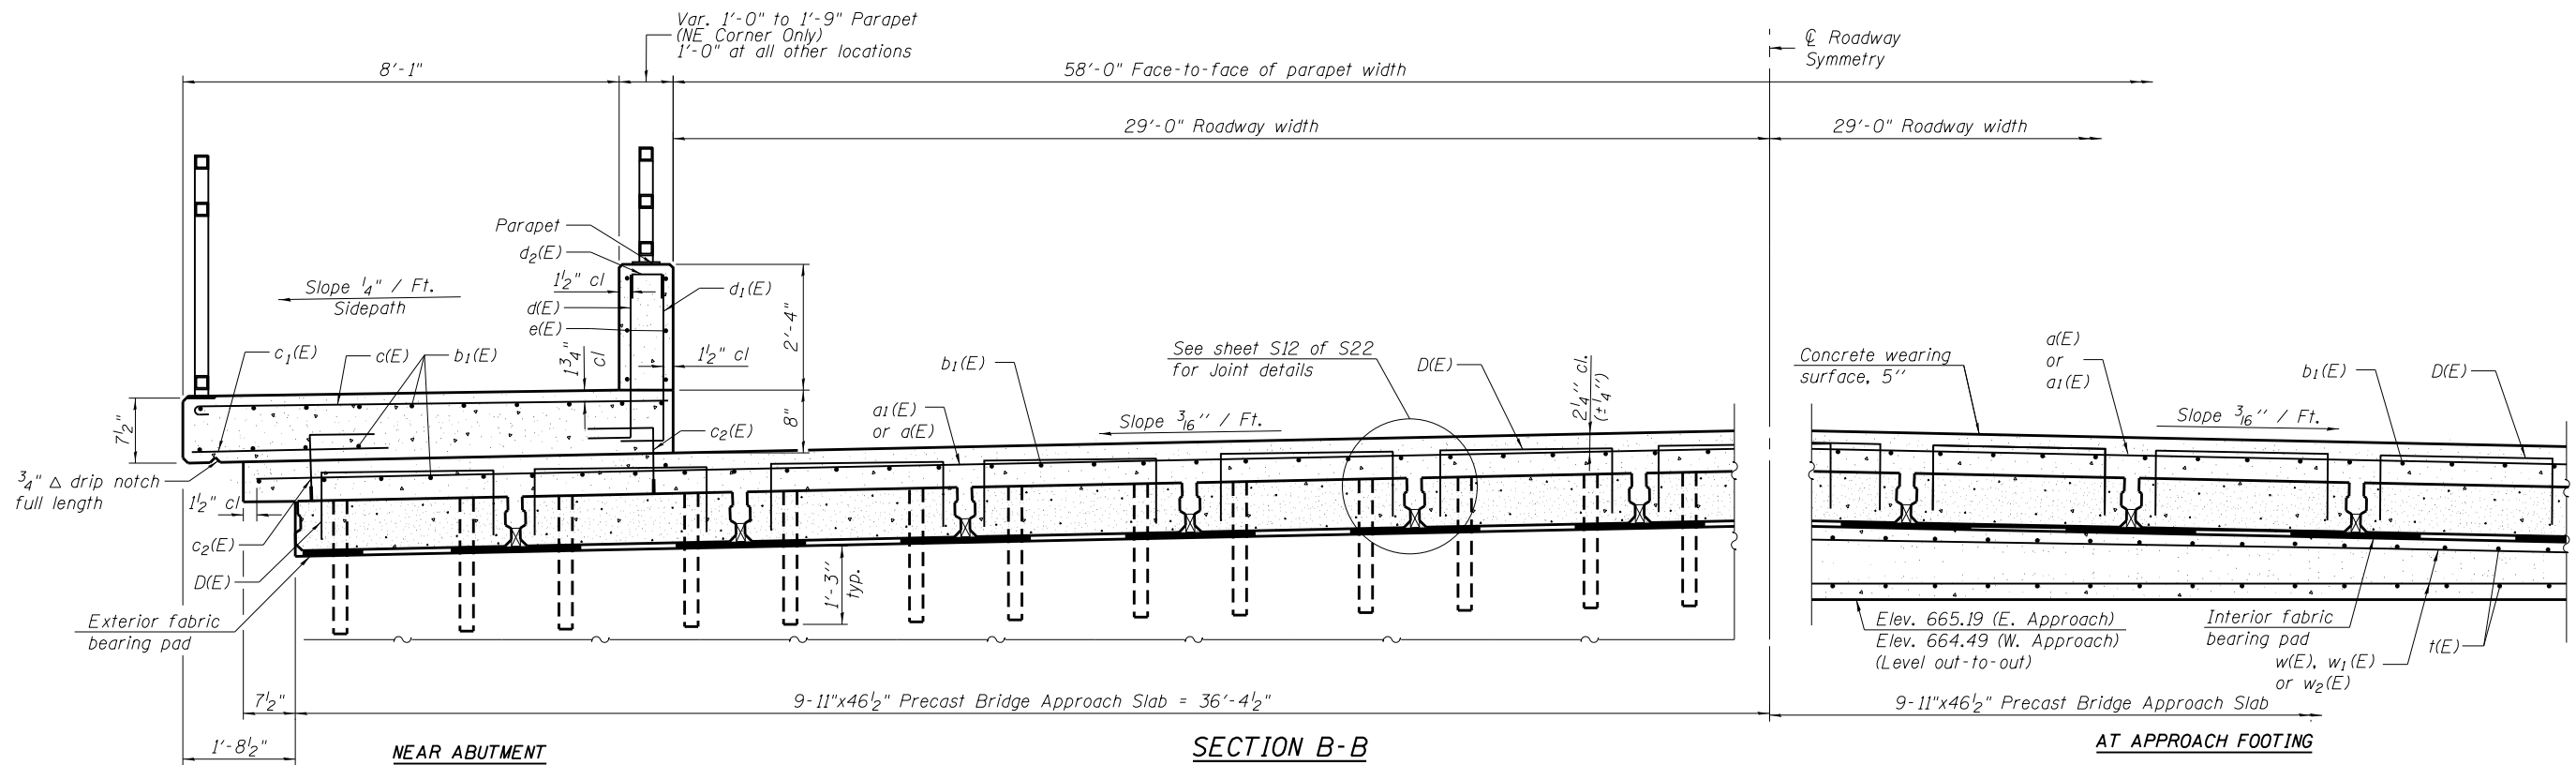 Var. 1'-0" to 1'-9" Parapet
(NE Corner Only)
1'-0" at all other locations
℄ Roadway
Symmetry
8'-1"
58'-0" Face-to-face of parapet width
29'-0" Roadway width
29'-0" Roadway width
Parapet
d2(E)
1½" cl
d1(E)
d(E)
e(E)
Slope ¼" / Ft.
Sidepath
c1(E)
c(E)
b1(E)
1¾"
cl
1½" cl
2'-4"
8"
7½"
b1(E)
See sheet S12 of S22
for Joint details
D(E)
2¼" cl.
(±¼")
Concrete wearing
surface, 5"
a(E)
or
a1(E)
b1(E)
D(E)
a1(E)
or a(E)
Slope 3/16" / Ft.
Slope 3/16" / Ft.
c2(E)
¾" △ drip notch
full length
1½" cl
c2(E)
D(E)
Exterior fabric
bearing pad
1'-3"
typ.
Elev. 665.19 (E. Approach)
Elev. 664.49 (W. Approach)
(Level out-to-out)
Interior fabric
bearing pad
w(E), w1(E)
or w2(E)
t(E)
7½"
9-11"x46½" Precast Bridge Approach Slab = 36'-4½"
9-11"x46½" Precast Bridge Approach Slab
1'-8½"
NEAR ABUTMENT
SECTION B-B
AT APPROACH FOOTING